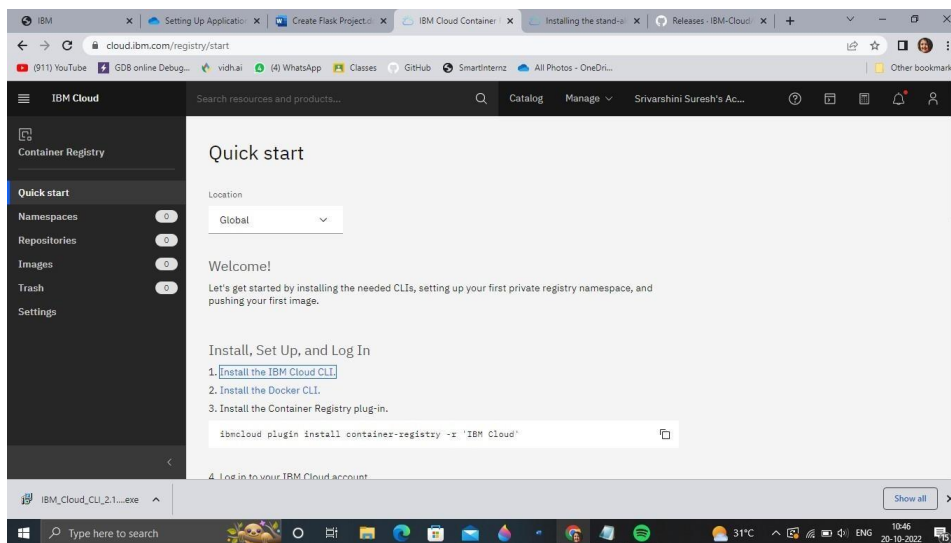 IBM
Setting Up Applicatio
Create Flask Project.d
IBM Cloud Container
Installing the stand-al
Releases · IBM-Cloud
cloud.ibm.com/registry/start
(911) YouTube
GDB online Debug...
vidh.ai
(4) WhatsApp
Classes
GitHub
SmartInternz
All Photos - OneDri...
Other bookmark
IBM Cloud
Search resources and products...
Catalog
Manage
Srivarshini Suresh's Ac...
Container Registry
Quick start
Namespaces 0
Repositories 0
Images 0
Trash 0
Settings
Quick start
Location
Global
Welcome!
Let's get started by installing the needed CLIs, setting up your first private registry namespace, and
pushing your first image.
Install, Set Up, and Log In
1. Install the IBM Cloud CLI.
2. Install the Docker CLI.
3. Install the Container Registry plug-in.
ibmcloud plugin install container-registry -r 'IBM Cloud'
4. Log in to your IBM Cloud account
IBM_Cloud_CLI_2.1....exe
Show all
Type here to search
31°C
ENG
10:46
20-10-2022